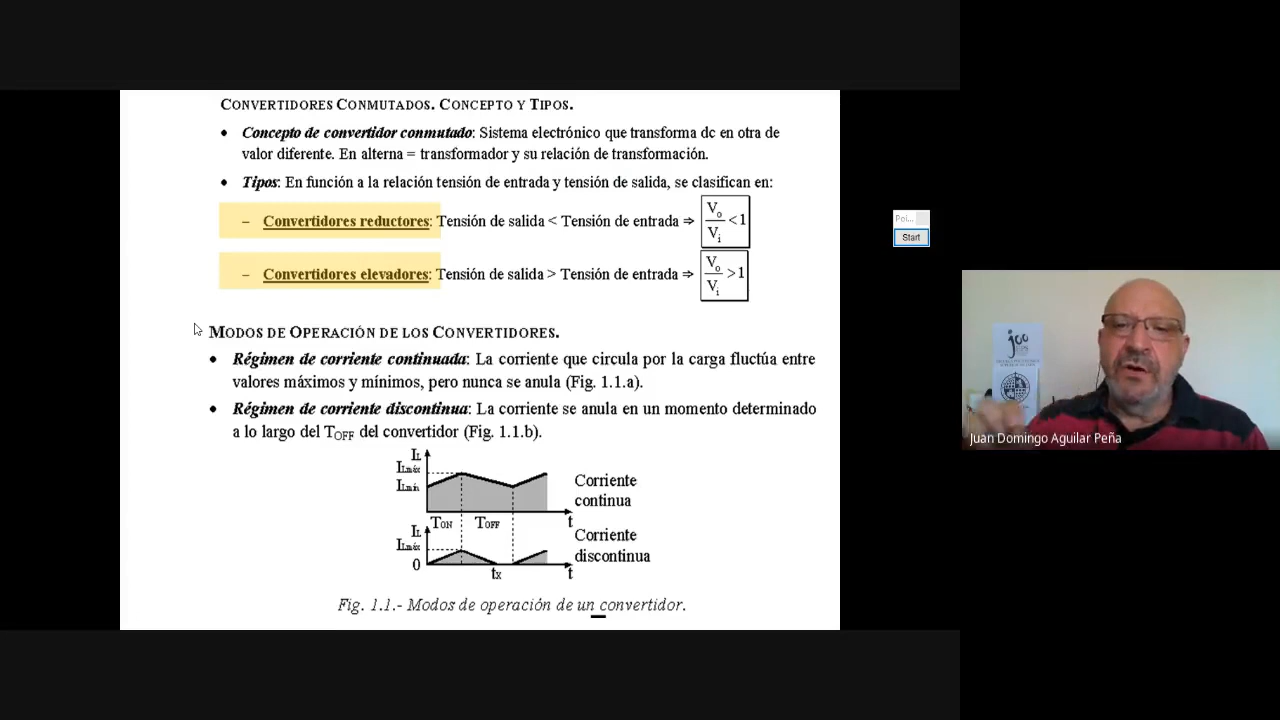 CONVERTIDORES CONMUTADOS. CONCEPTO Y TIPOS.
• Concepto de convertidor conmutado: Sistema electrónico que transforma dc en otra de
valor diferente. En alterna = transformador y su relación de transformación.
• Tipos: En función a la relación tensión de entrada y tensión de salida, se clasifican en:
– Convertidores reductores: Tensión de salida < Tensión de entrada ⇒ Vo/Vi <1
– Convertidores elevadores: Tensión de salida > Tensión de entrada ⇒ Vo/Vi >1
MODOS DE OPERACIÓN DE LOS CONVERTIDORES.
• Régimen de corriente continuada: La corriente que circula por la carga fluctúa entre
valores máximos y mínimos, pero nunca se anula (Fig. 1.1.a).
• Régimen de corriente discontinua: La corriente se anula en un momento determinado
a lo largo del TOFF del convertidor (Fig. 1.1.b).
IL
ILmáx
ILmín
Corriente
continua
TON TOFF t
IL
ILmáx
0
Corriente
discontinua
tx t
Fig. 1.1.- Modos de operación de un convertidor.
Poi...
Start
Juan Domingo Aguilar Peña